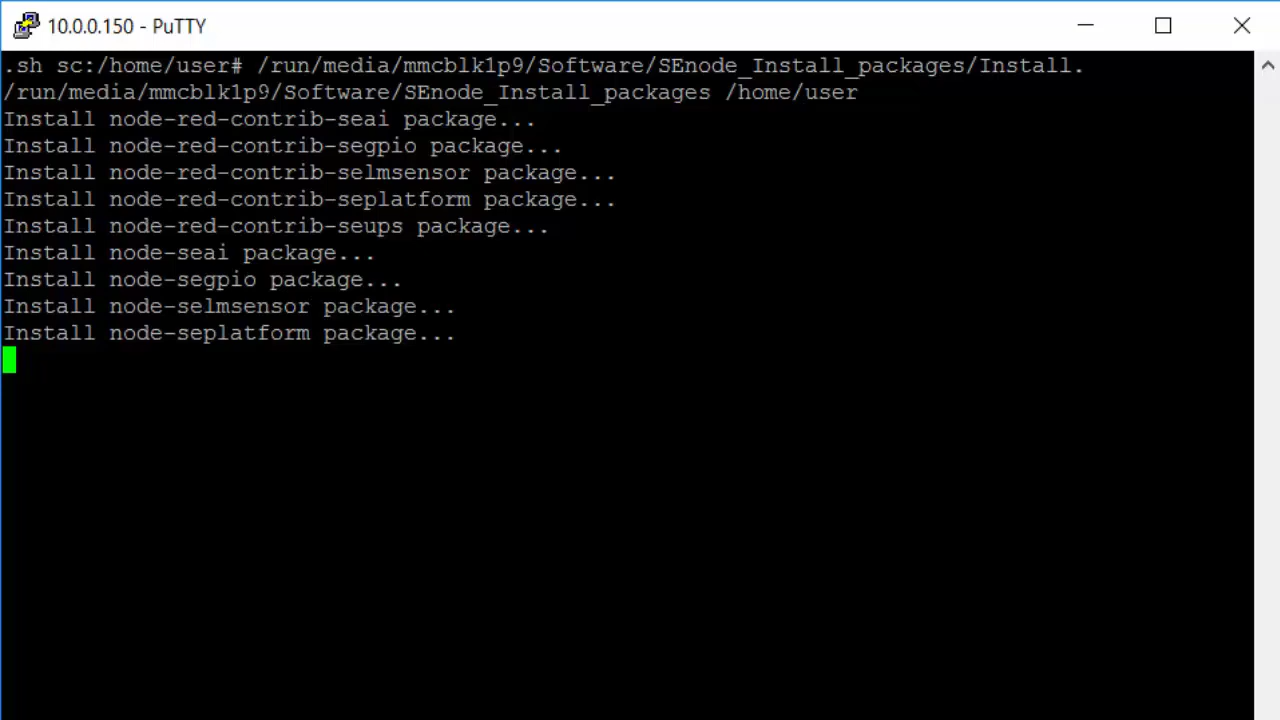 10.0.0.150 - PuTTY
.sh sc:/home/user# /run/media/mmcblk1p9/Software/SEnode_Install_packages/Install.
/run/media/mmcblk1p9/Software/SEnode_Install_packages /home/user
Install node-red-contrib-seai package...
Install node-red-contrib-segpio package...
Install node-red-contrib-selmsensor package...
Install node-red-contrib-seplatform package...
Install node-red-contrib-seups package...
Install node-seai package...
Install node-segpio package...
Install node-selmsensor package...
Install node-seplatform package...